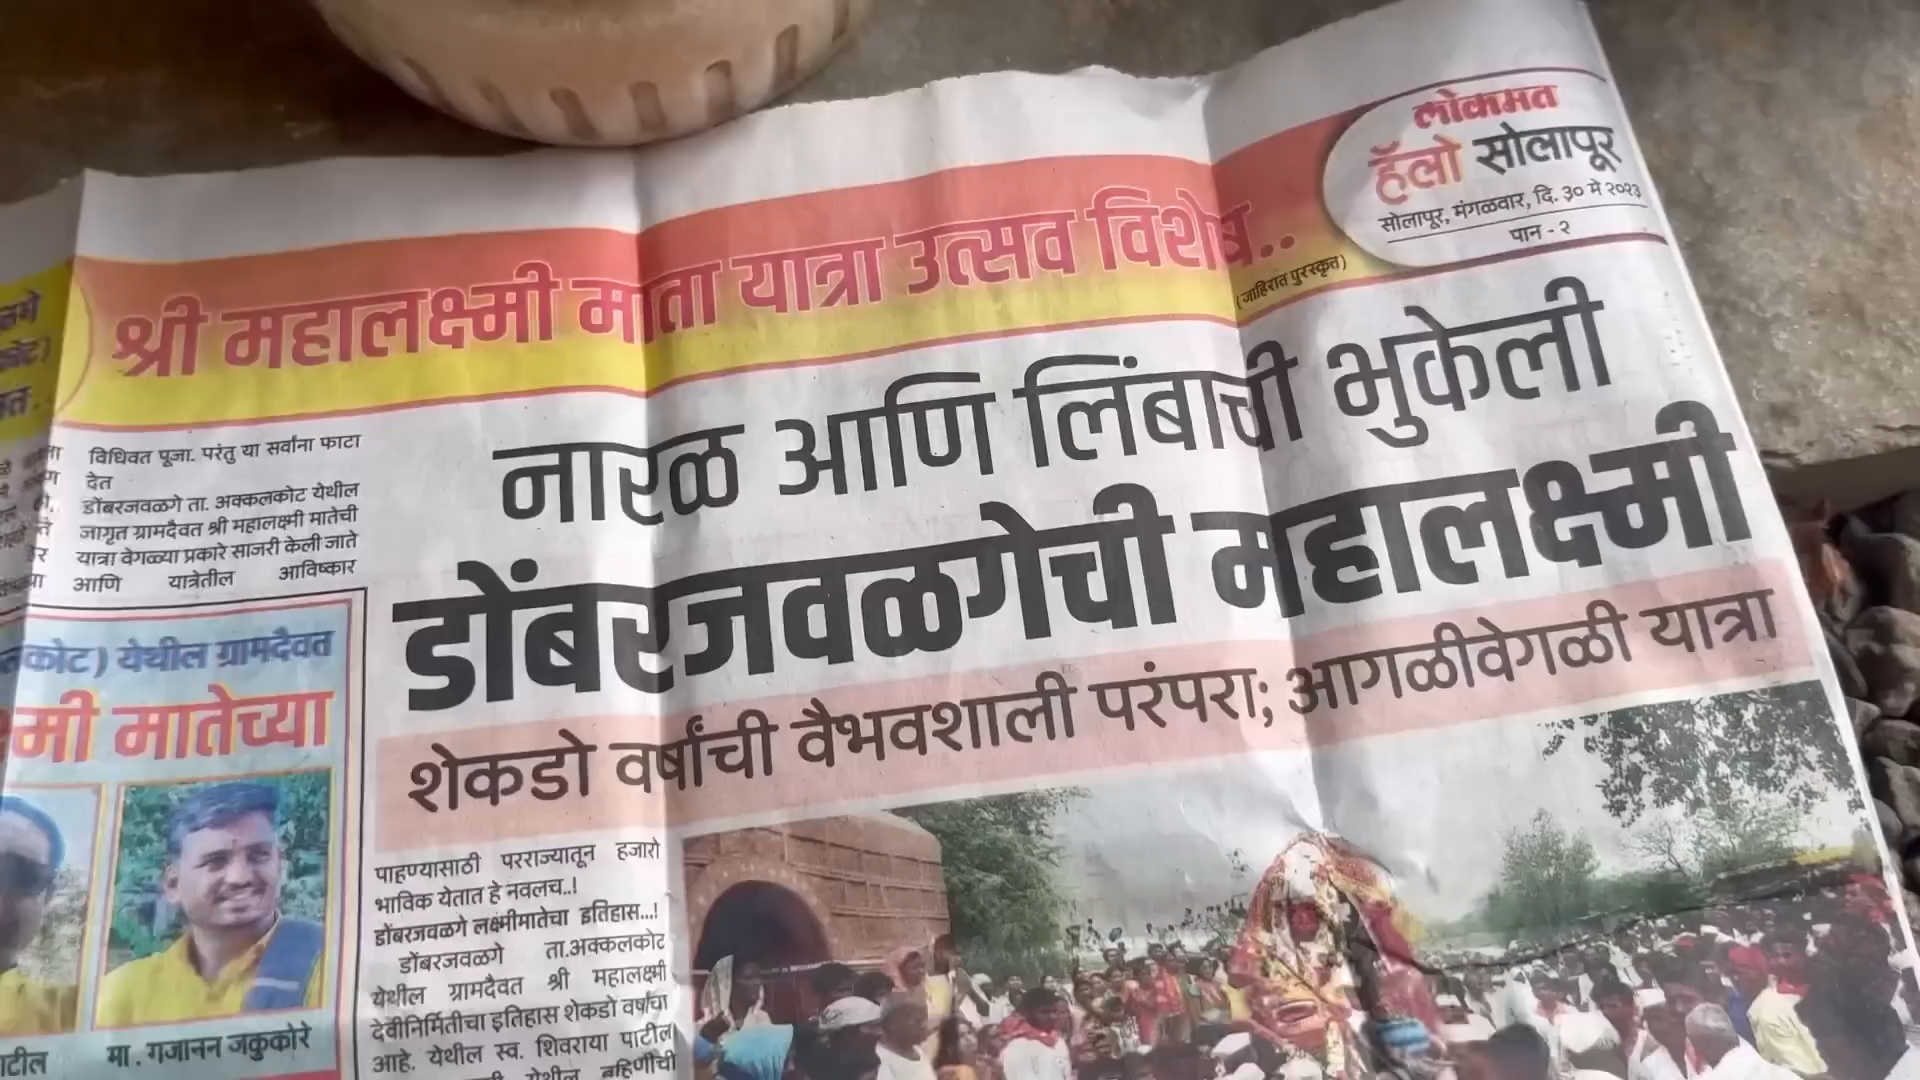 लोकमत
हॅलो सोलापूर
सोलापूर, मंगळवार, दि. ३० मे २०२३
पान - २
श्री महालक्ष्मी माता यात्रा उत्सव विशेष..
(जाहिरात पुरस्कृत)
नारळ आणि लिंबाची भुकेली
डोंबरजवळगेची महालक्ष्मी
शेकडो वर्षांची वैभवशाली परंपरा; आगळीवेगळी यात्रा
विधिवत पूजा. परंतु या सर्वांना फाटा
देत
डोंबरजवळगे ता. अक्कलकोट येथील
जागृत ग्रामदैवत श्री महालक्ष्मी मातेची
यात्रा वेगळ्या प्रकारे साजरी केली जाते
आणि यात्रेतील आविष्कार
येथील ग्रामदैवत
मातेच्या
मा. गजानन जकुकोरे
पाहण्यासाठी परराज्यातून हजारो
भाविक येतात हे नवलच..!
डोंबरजवळगे लक्ष्मीमातेचा इतिहास...!
डोंबरजवळगे ता.अक्कलकोट
येथील ग्रामदैवत श्री महालक्ष्मी
देवीनिर्मितीचा इतिहास शेकडो वर्षांचा
आहे. येथील स्व. शिवराया पाटील
येथील बहिणीची